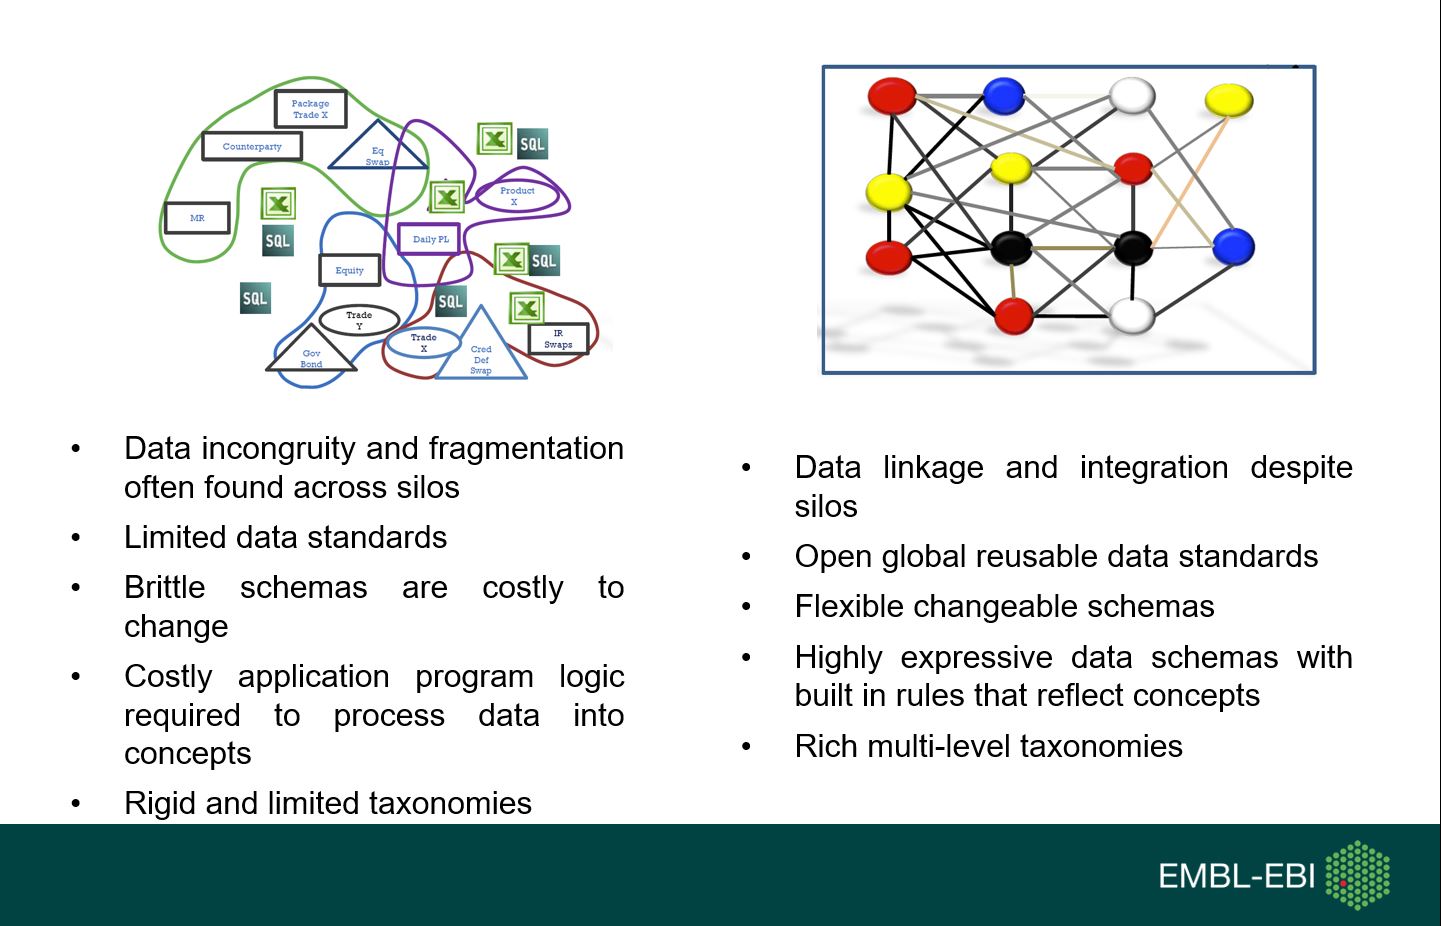 Package
Trade X
Counterparty
Eq
Swap
MR
SQL
Product
X
SQL
Daily PL
Equity
SQL
SQL
SQL
Trade
Y
Gov
Bond
Trade
X
Cred
Def
Swap
IR
Swaps
• Data incongruity and fragmentation
often found across silos
• Limited data standards
• Brittle schemas are costly to
change
• Costly application program logic
required to process data into
concepts
• Rigid and limited taxonomies
• Data linkage and integration despite
silos
• Open global reusable data standards
• Flexible changeable schemas
• Highly expressive data schemas with
built in rules that reflect concepts
• Rich multi-level taxonomies
EMBL-EBI